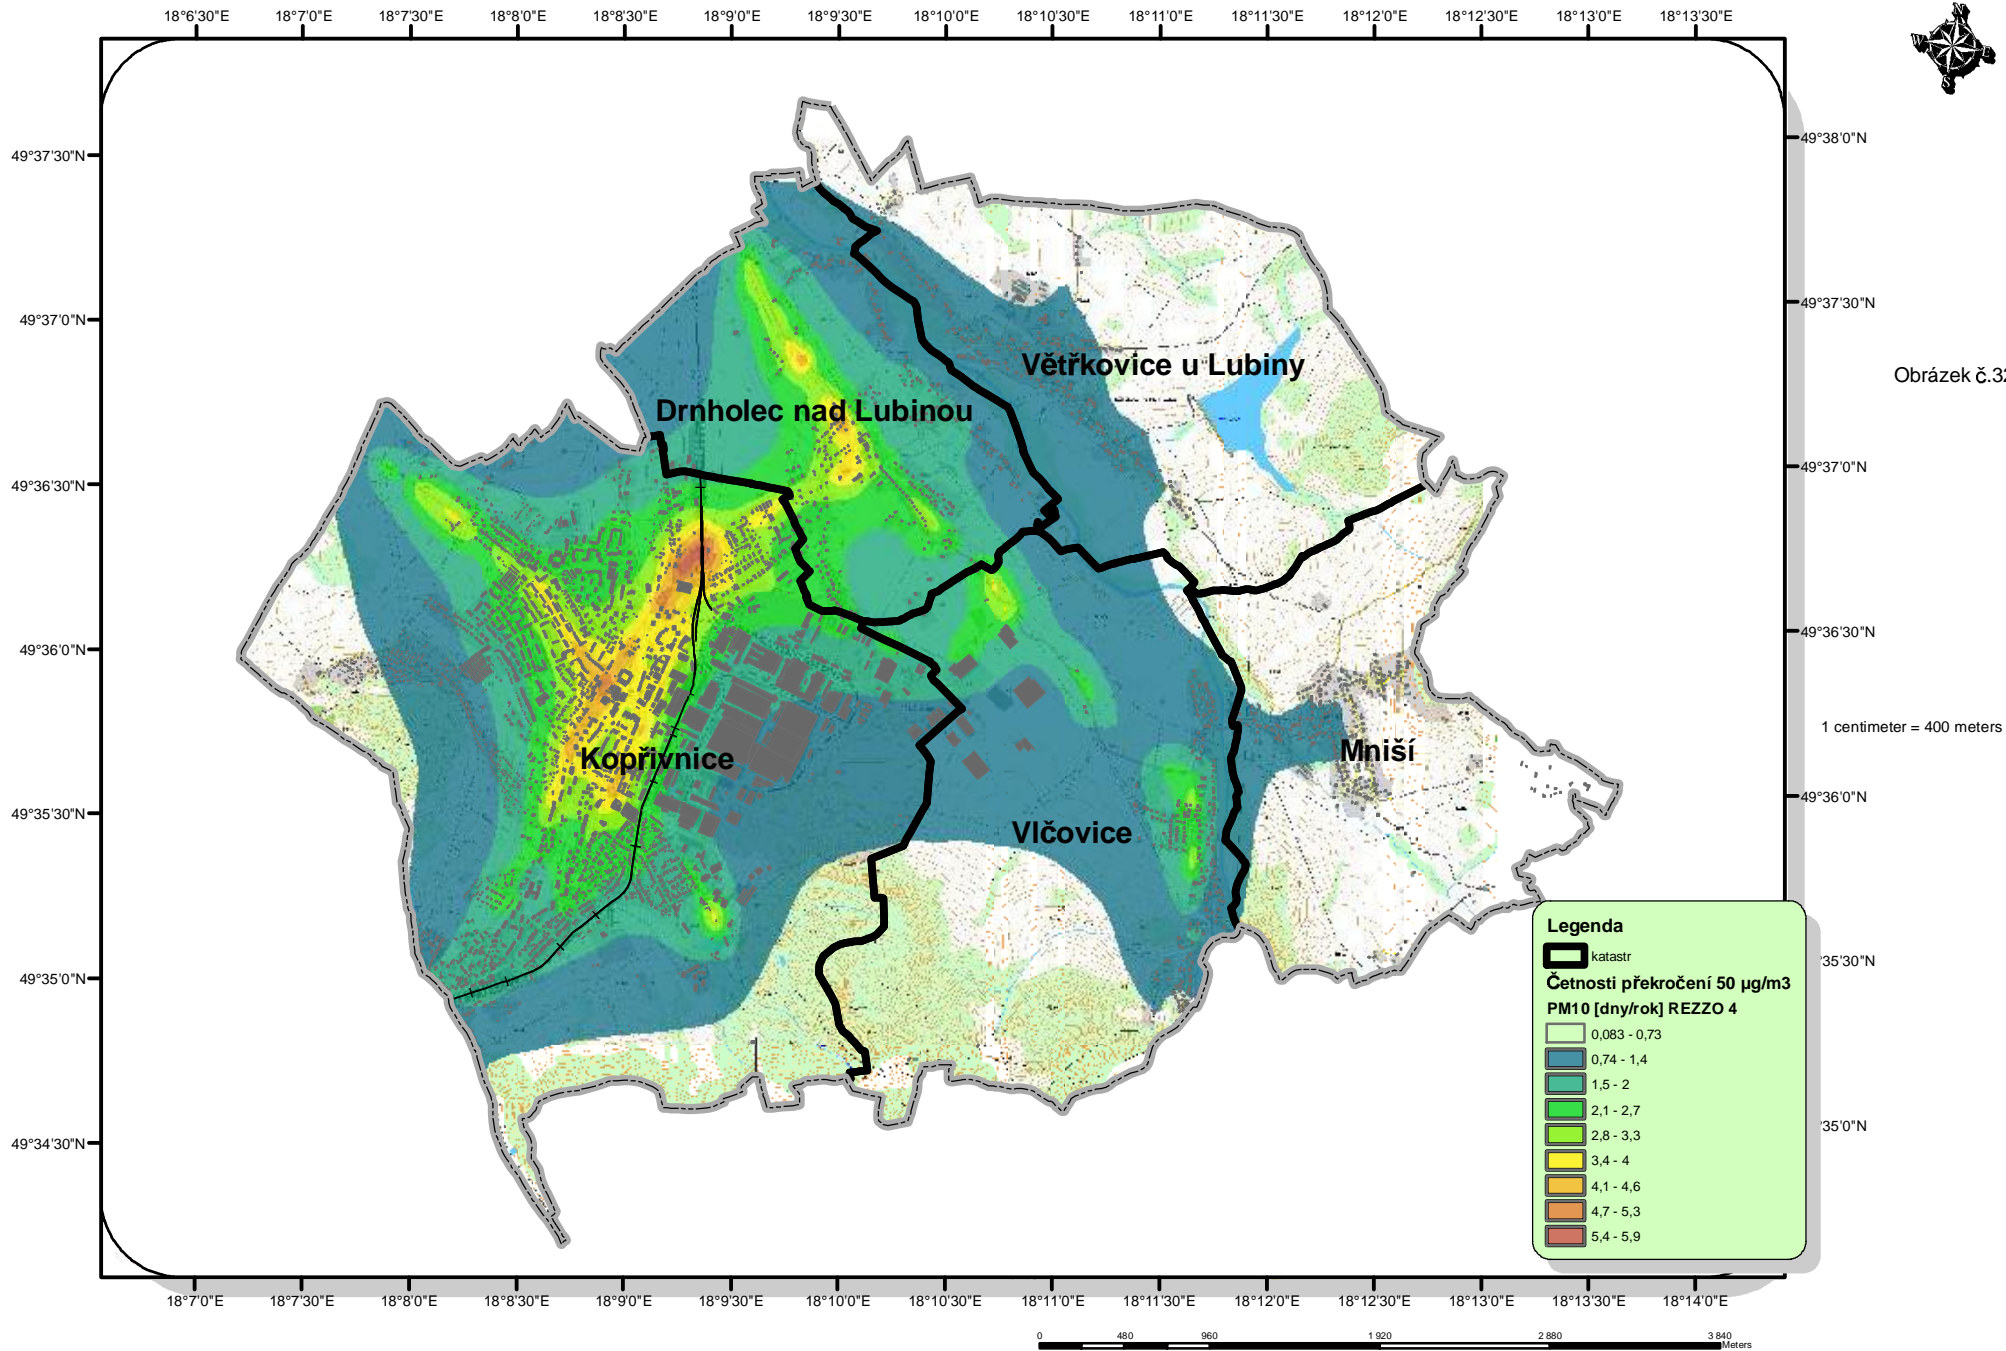 18°6'30"E 18°7'0"E 18°7'30"E 18°8'0"E 18°8'30"E 18°9'0"E 18°9'30"E 18°10'0"E 18°10'30"E 18°11'0"E 18°11'30"E 18°12'0"E 18°12'30"E 18°13'0"E 18°13'30"E
N
W
E
S
49°38'0"N
49°37'30"N
49°37'30"N
49°37'0"N
Větřkovice u Lubiny
Obrázek č.32
Drnholec nad Lubinou
49°37'0"N
49°36'30"N
49°36'30"N
49°36'0"N
1 centimeter = 400 meters
Mniší
Kopřivnice
49°36'0"N
49°35'30"N
Vlčovice
Legenda
katastr
35'30"N
49°35'0"N
Četnosti překročení 50 µg/m3
PM10 [dny/rok] REZZO 4
0,083 - 0,73
0,74 - 1,4
1,5 - 2
2,1 - 2,7
35'0"N
2,8 - 3,3
49°34'30"N
3,4 - 4
4,1 - 4,6
4,7 - 5,3
5,4 - 5,9
18°7'0"E 18°7'30"E 18°8'0"E 18°8'30"E 18°9'0"E 18°9'30"E 18°10'0"E 18°10'30"E 18°11'0"E 18°11'30"E 18°12'0"E 18°12'30"E 18°13'0"E 18°13'30"E 18°14'0"E
0 480 960 1 920 2 880 3 840
Meters